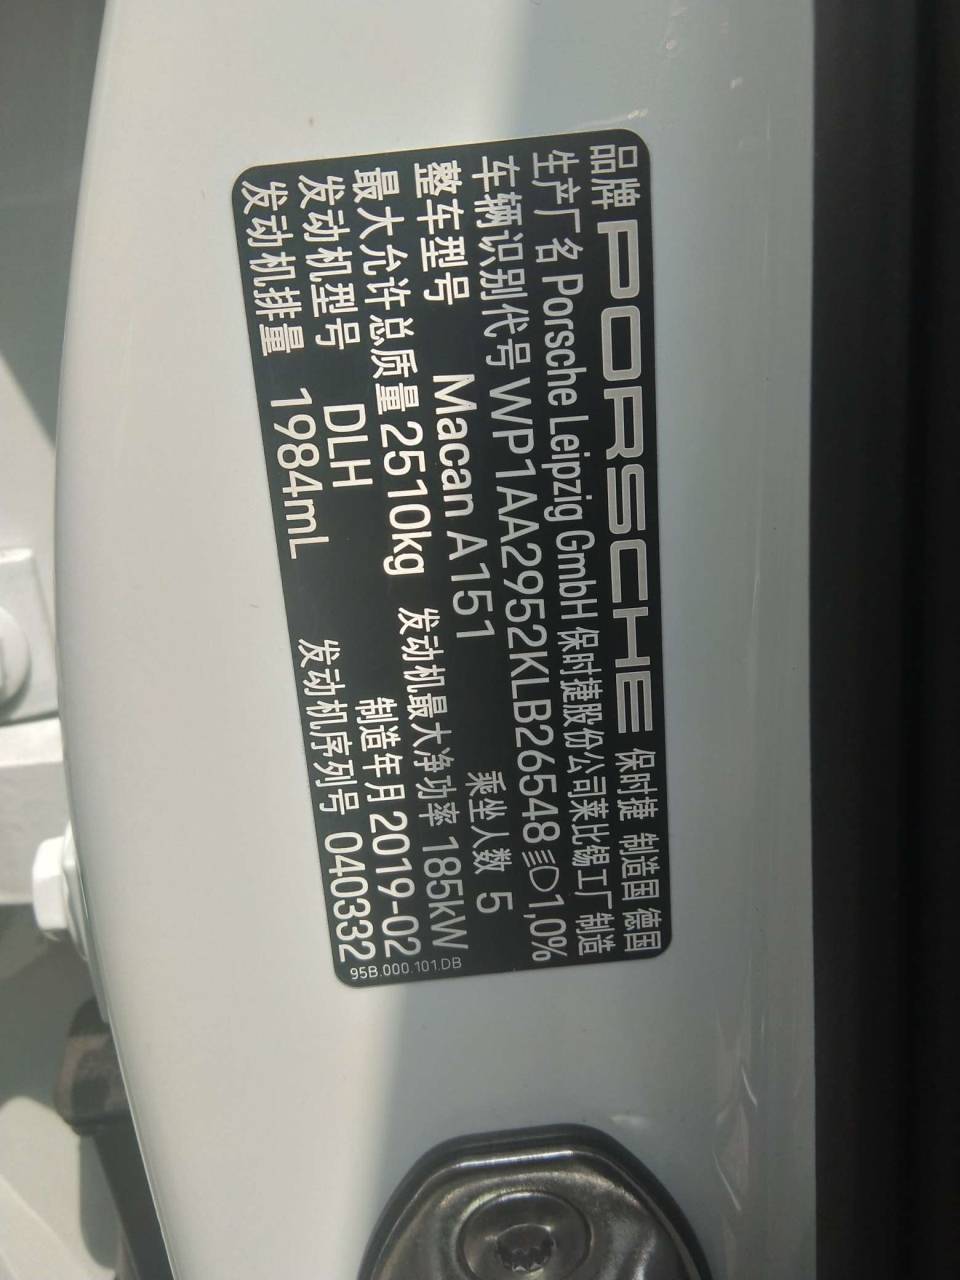 品牌 PORSCHE 保时捷 制造国 德国
生产厂名 Porsche Leipzig GmbH 保时捷股份公司莱比锡工厂制造
车辆识别代号 WP1AA2952KLB26548 1,0%
整车型号 Macan A151 乘坐人数 5
最大允许总质量 2510kg 发动机最大净功率 185kW
发动机型号 DLH 制造年月 2019-02
发动机排量 1984mL 发动机序列号 040332
95B.000.101.DB